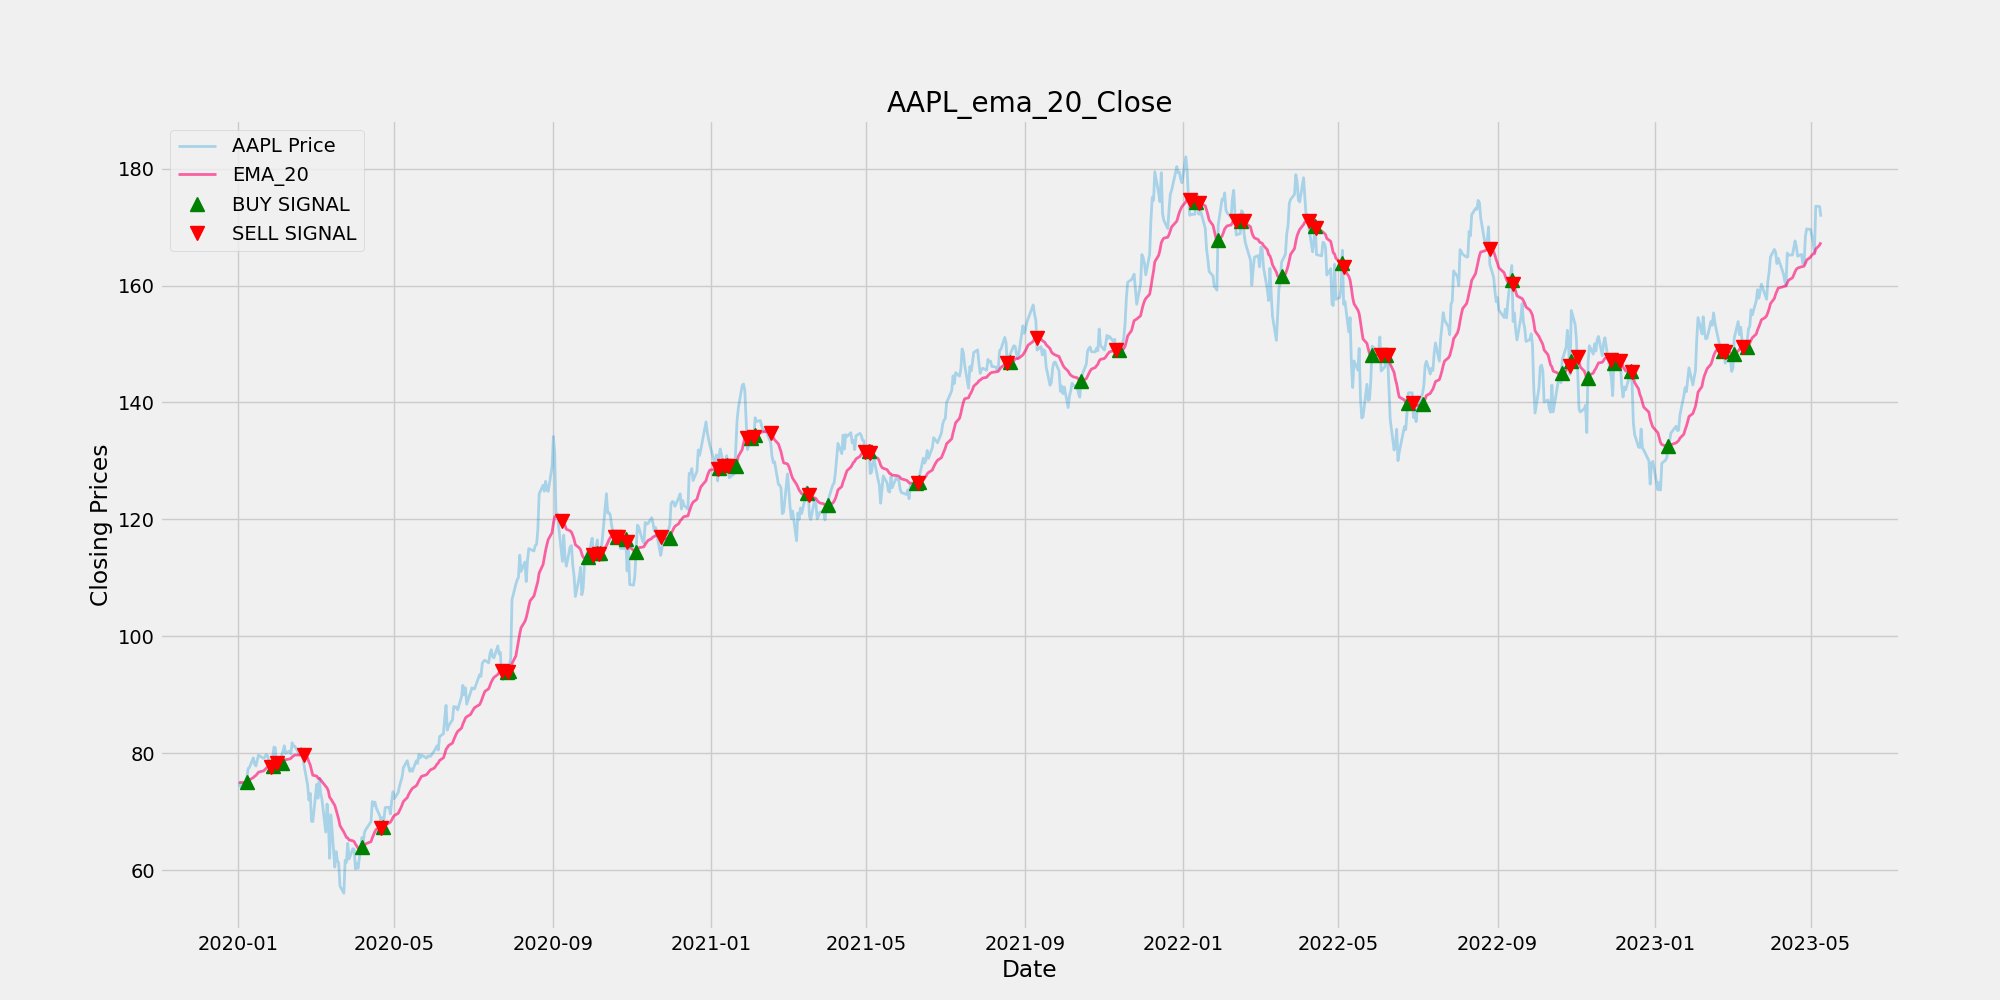 AAPL_ema_20_Close
AAPL Price
EMA_20
BUY SIGNAL
SELL SIGNAL
Closing Prices
180
160
140
120
100
80
60
2020-01 2020-05 2020-09 2021-01 2021-05 2021-09 2022-01 2022-05 2022-09 2023-01 2023-05
Date